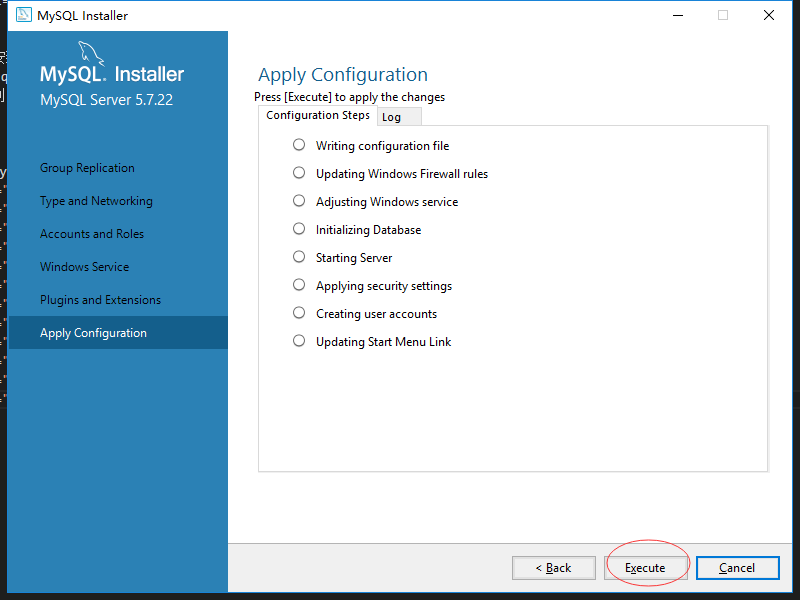 MySQL Installer
MySQL. Installer
MySQL Server 5.7.22
Group Replication
Type and Networking
Accounts and Roles
Windows Service
Plugins and Extensions
Apply Configuration
Apply Configuration
Press [Execute] to apply the changes
Configuration Steps
Log
Writing configuration file
Updating Windows Firewall rules
Adjusting Windows service
Initializing Database
Starting Server
Applying security settings
Creating user accounts
Updating Start Menu Link
< Back
Execute
Cancel